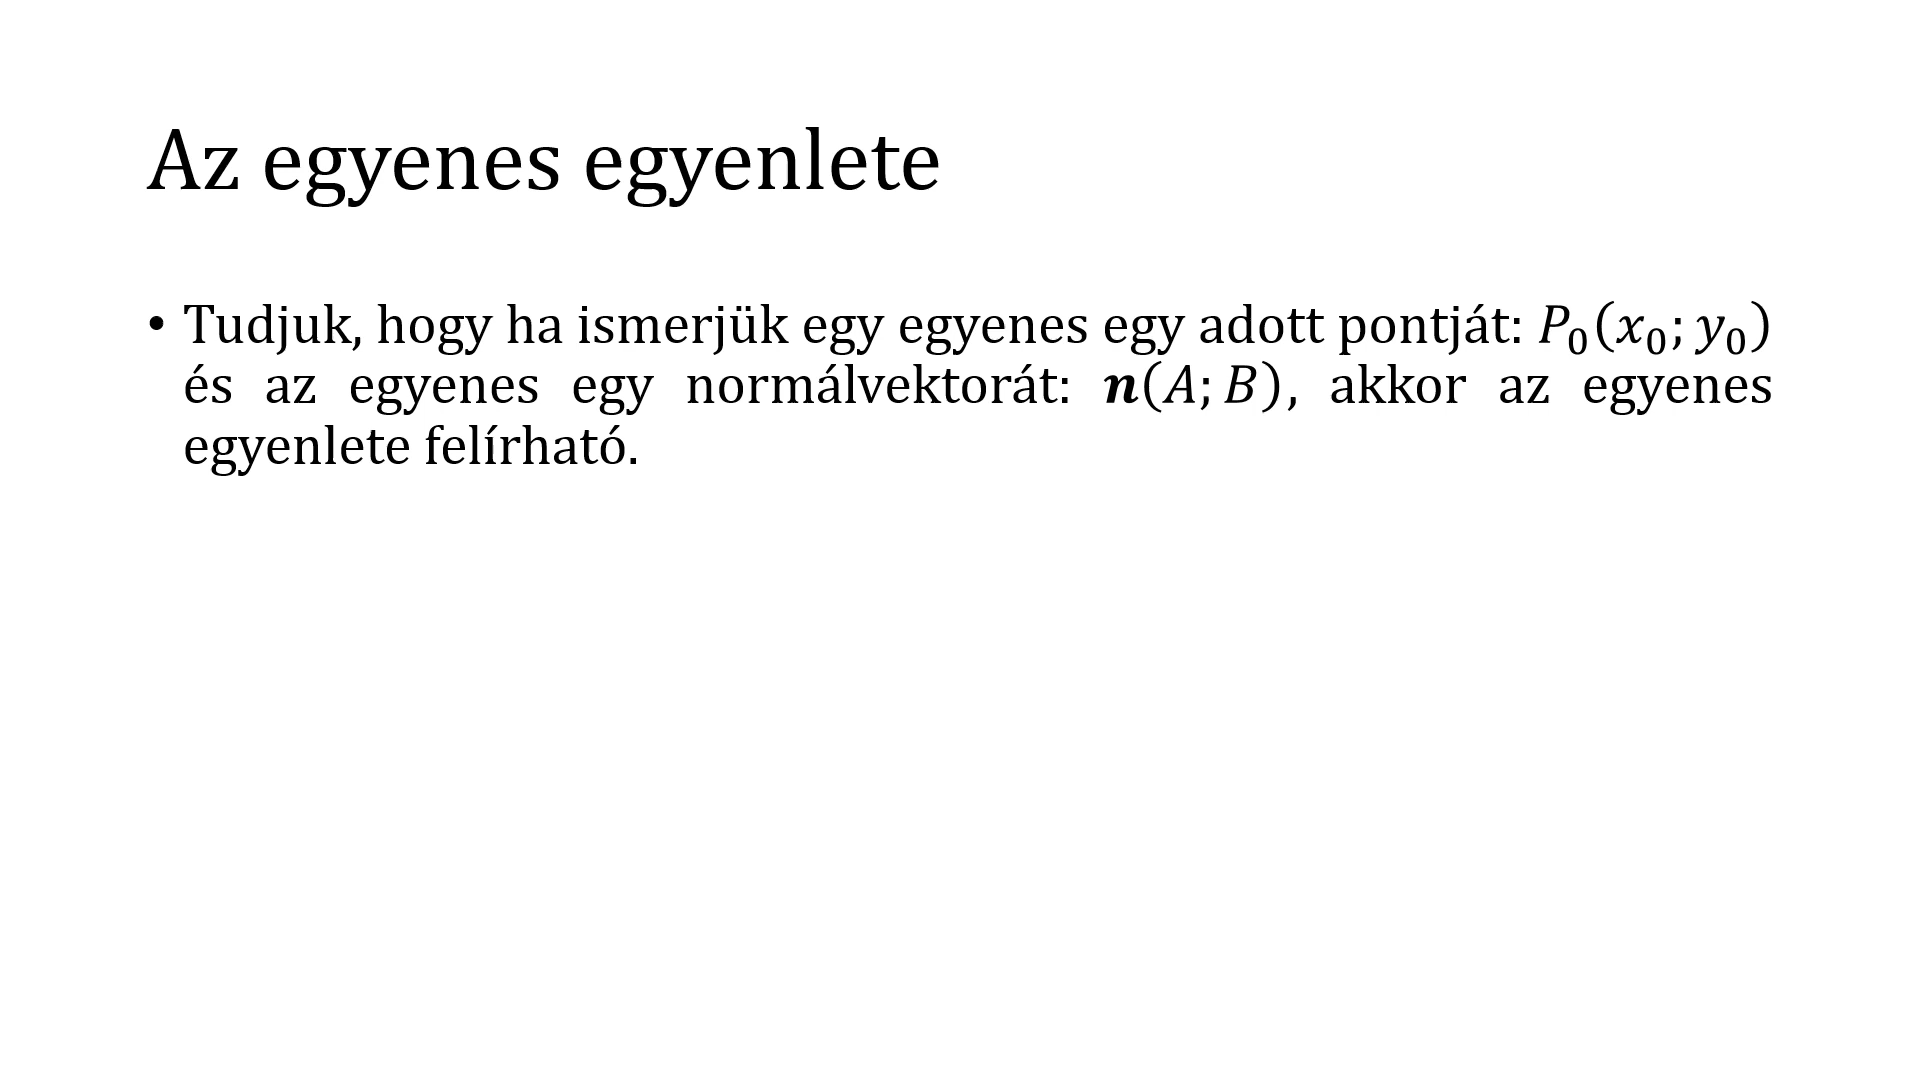 Az egyenes egyenlete
• Tudjuk, hogy ha ismerjük egy egyenes egy adott pontját: 𝑃₀(𝑥₀; 𝑦₀)
és az egyenes egy normálvektorát: 𝒏(𝐴; 𝐵), akkor az egyenes
egyenlete felírható.